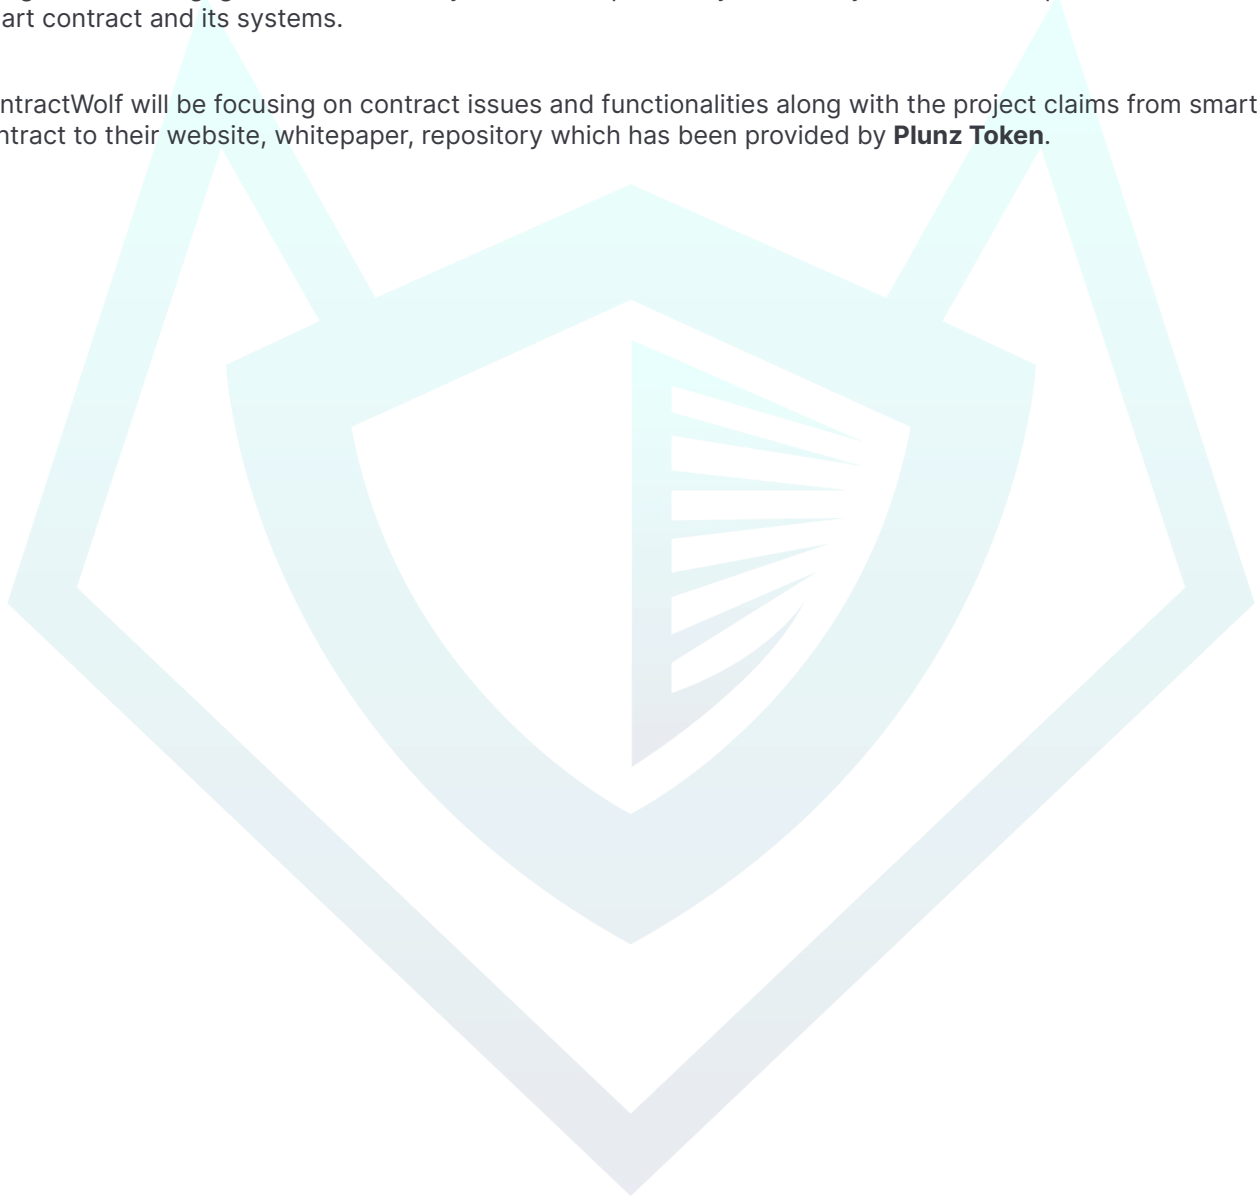 art contract and its systems.
ntractWolf will be focusing on contract issues and functionalities along with the project claims from smart
ntract to their website, whitepaper, repository which has been provided by Plunz Token.